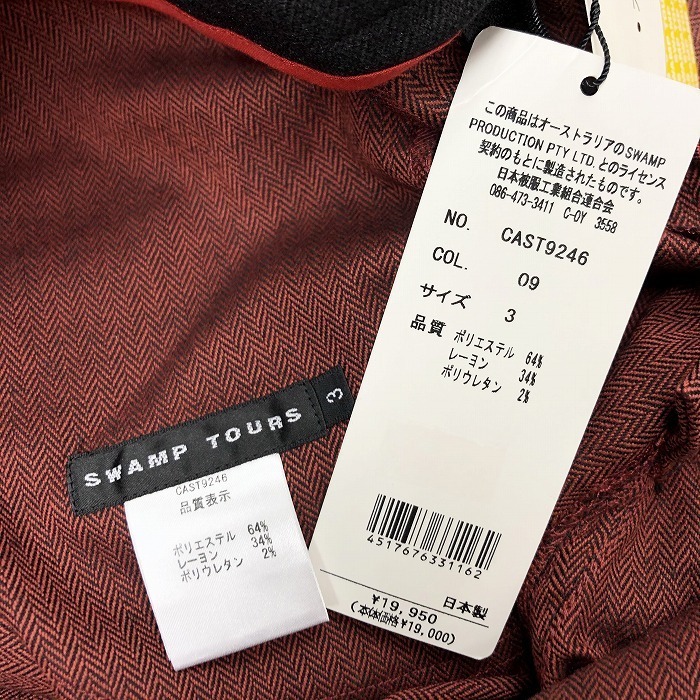 この商品はオーストラリアのSWAMP
PRODUCTION PTY LTD. とのライセンス
契約のもとに製造されたものです。
日本被服工業組合連合会
086-473-3411 C-OY 3558
NO. CAST9246
COL. 09
サイズ 3
品質 ポリエステル 64%
レーヨン 34%
ポリウレタン 2%
4517676331162
¥19,950
(本体価格¥19,000)
日本製
SWAMP TOURS
3
CAST9246
品質表示
ポリエステル 64%
レーヨン 34%
ポリウレタン 2%